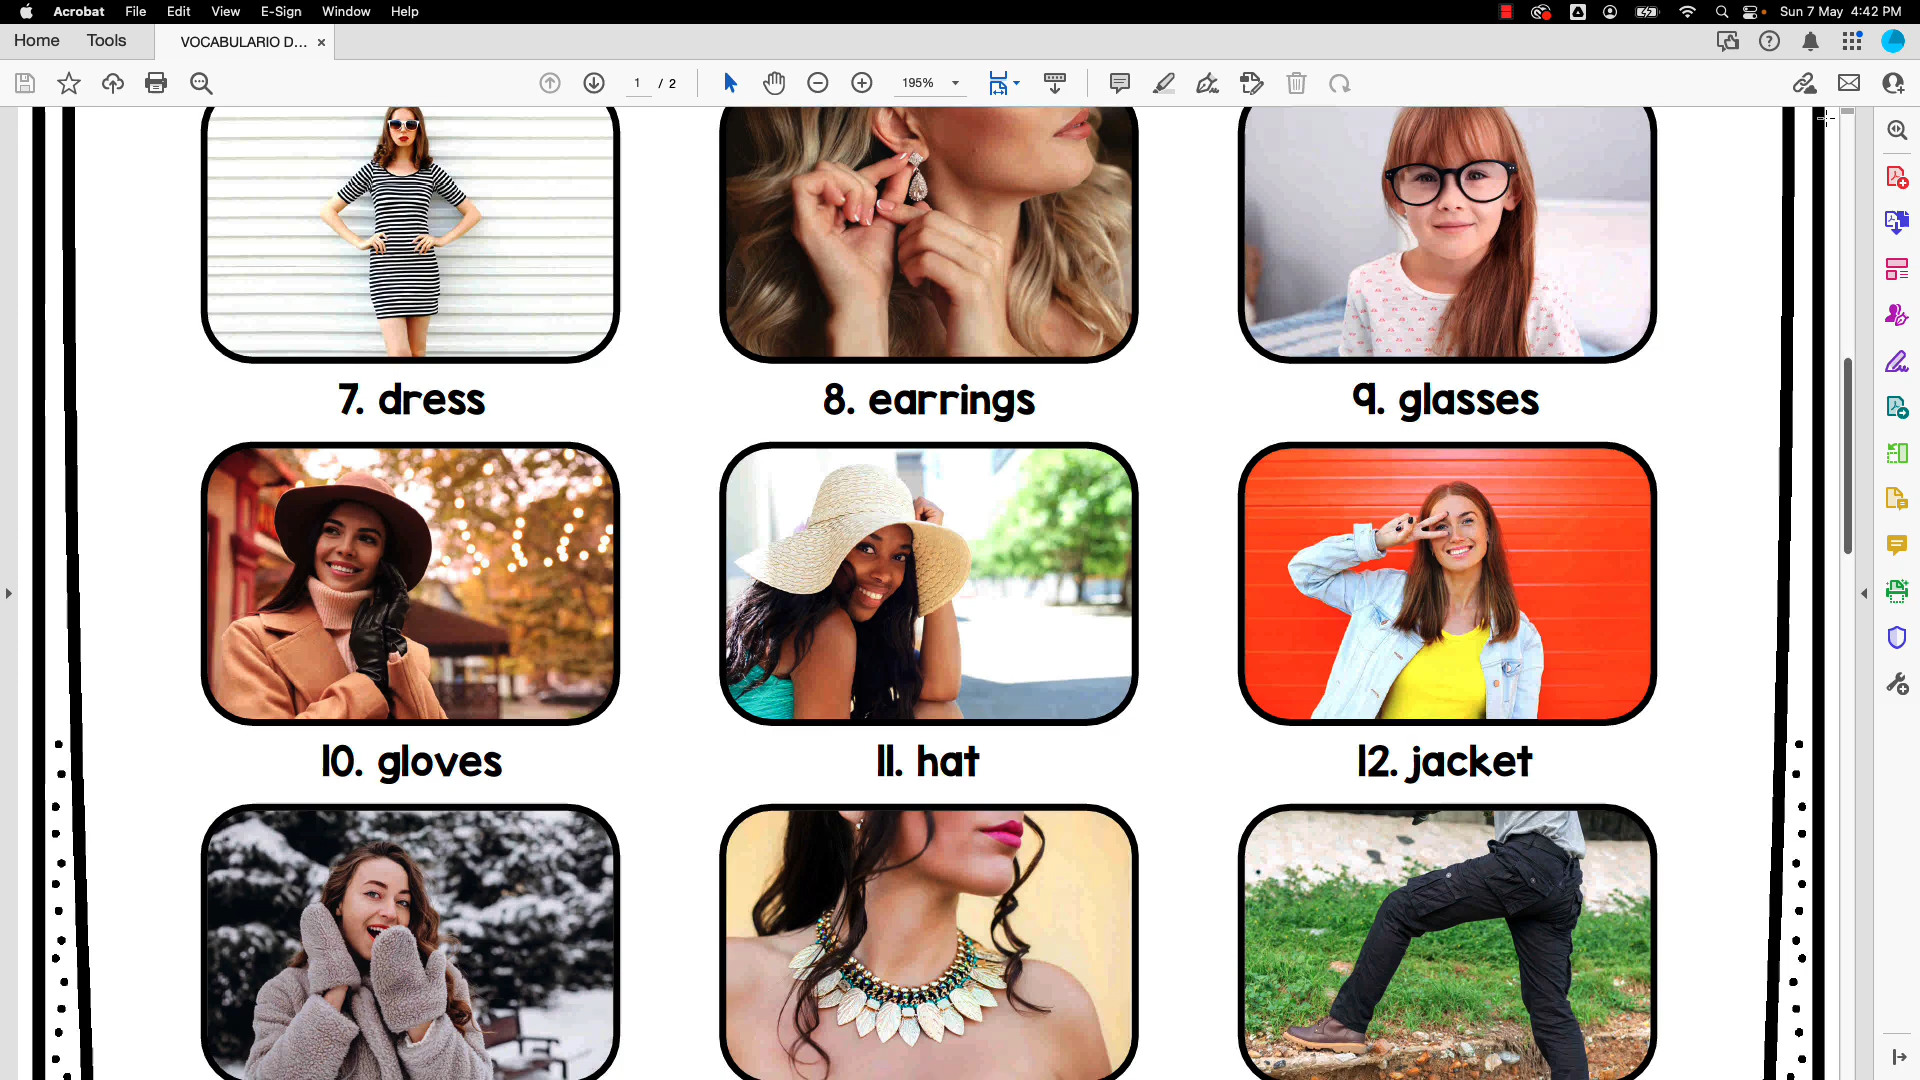 Acrobat File Edit View E-Sign Window Help Sun 7 May 4:42 PM
Home Tools VOCABULARIO D... ×
1 / 2 195%
7. dress 8. earrings 9. glasses
10. gloves 11. hat 12. jacket